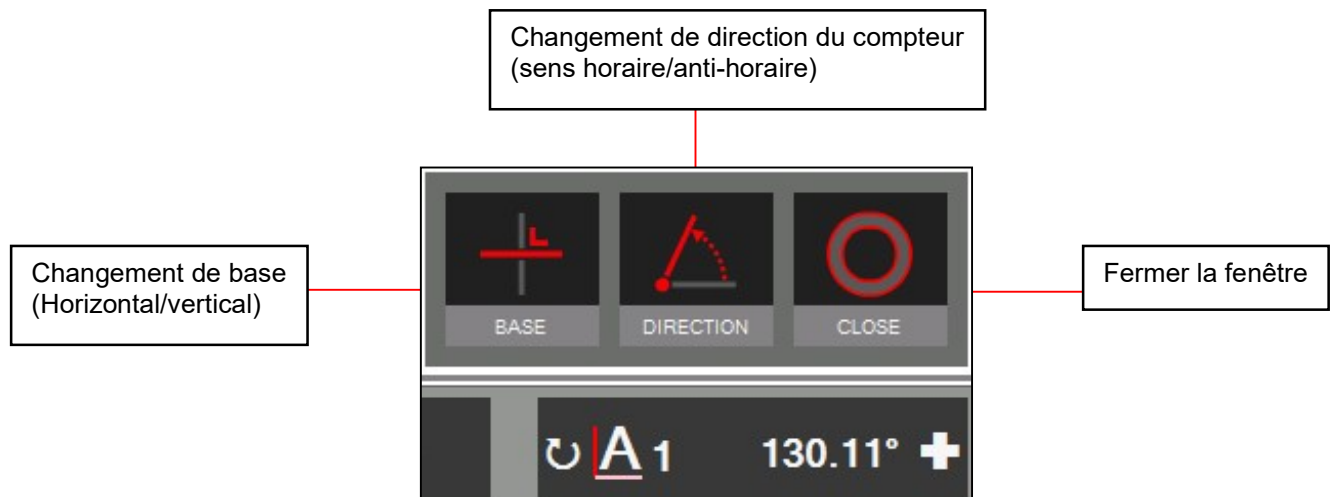 Changement de direction du compteur
(sens horaire/anti-horaire)
Changement de base
(Horizontal/vertical)
Fermer la fenêtre
BASE
DIRECTION
CLOSE
↻ A 1 130.11° ✚